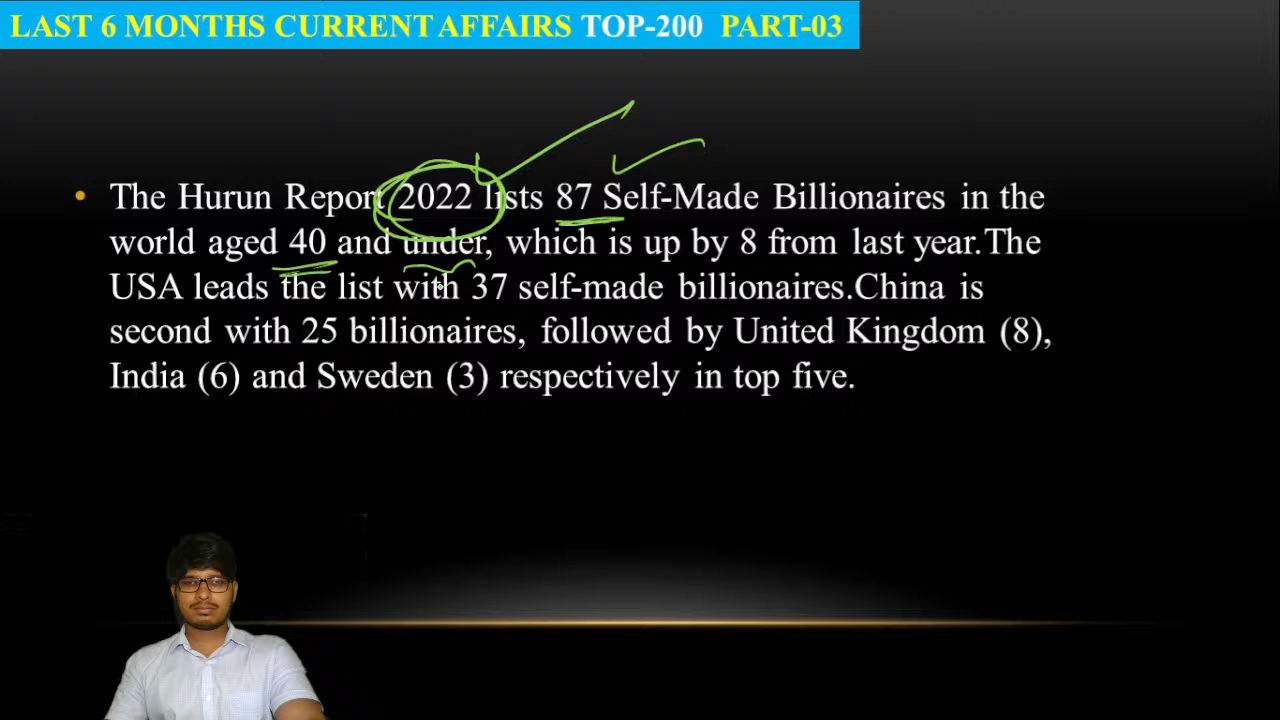 LAST 6 MONTHS CURRENT AFFAIRS TOP-200 PART-03
• The Hurun Report 2022 lists 87 Self-Made Billionaires in the
world aged 40 and under, which is up by 8 from last year.The
USA leads the list with 37 self-made billionaires.China is
second with 25 billionaires, followed by United Kingdom (8),
India (6) and Sweden (3) respectively in top five.